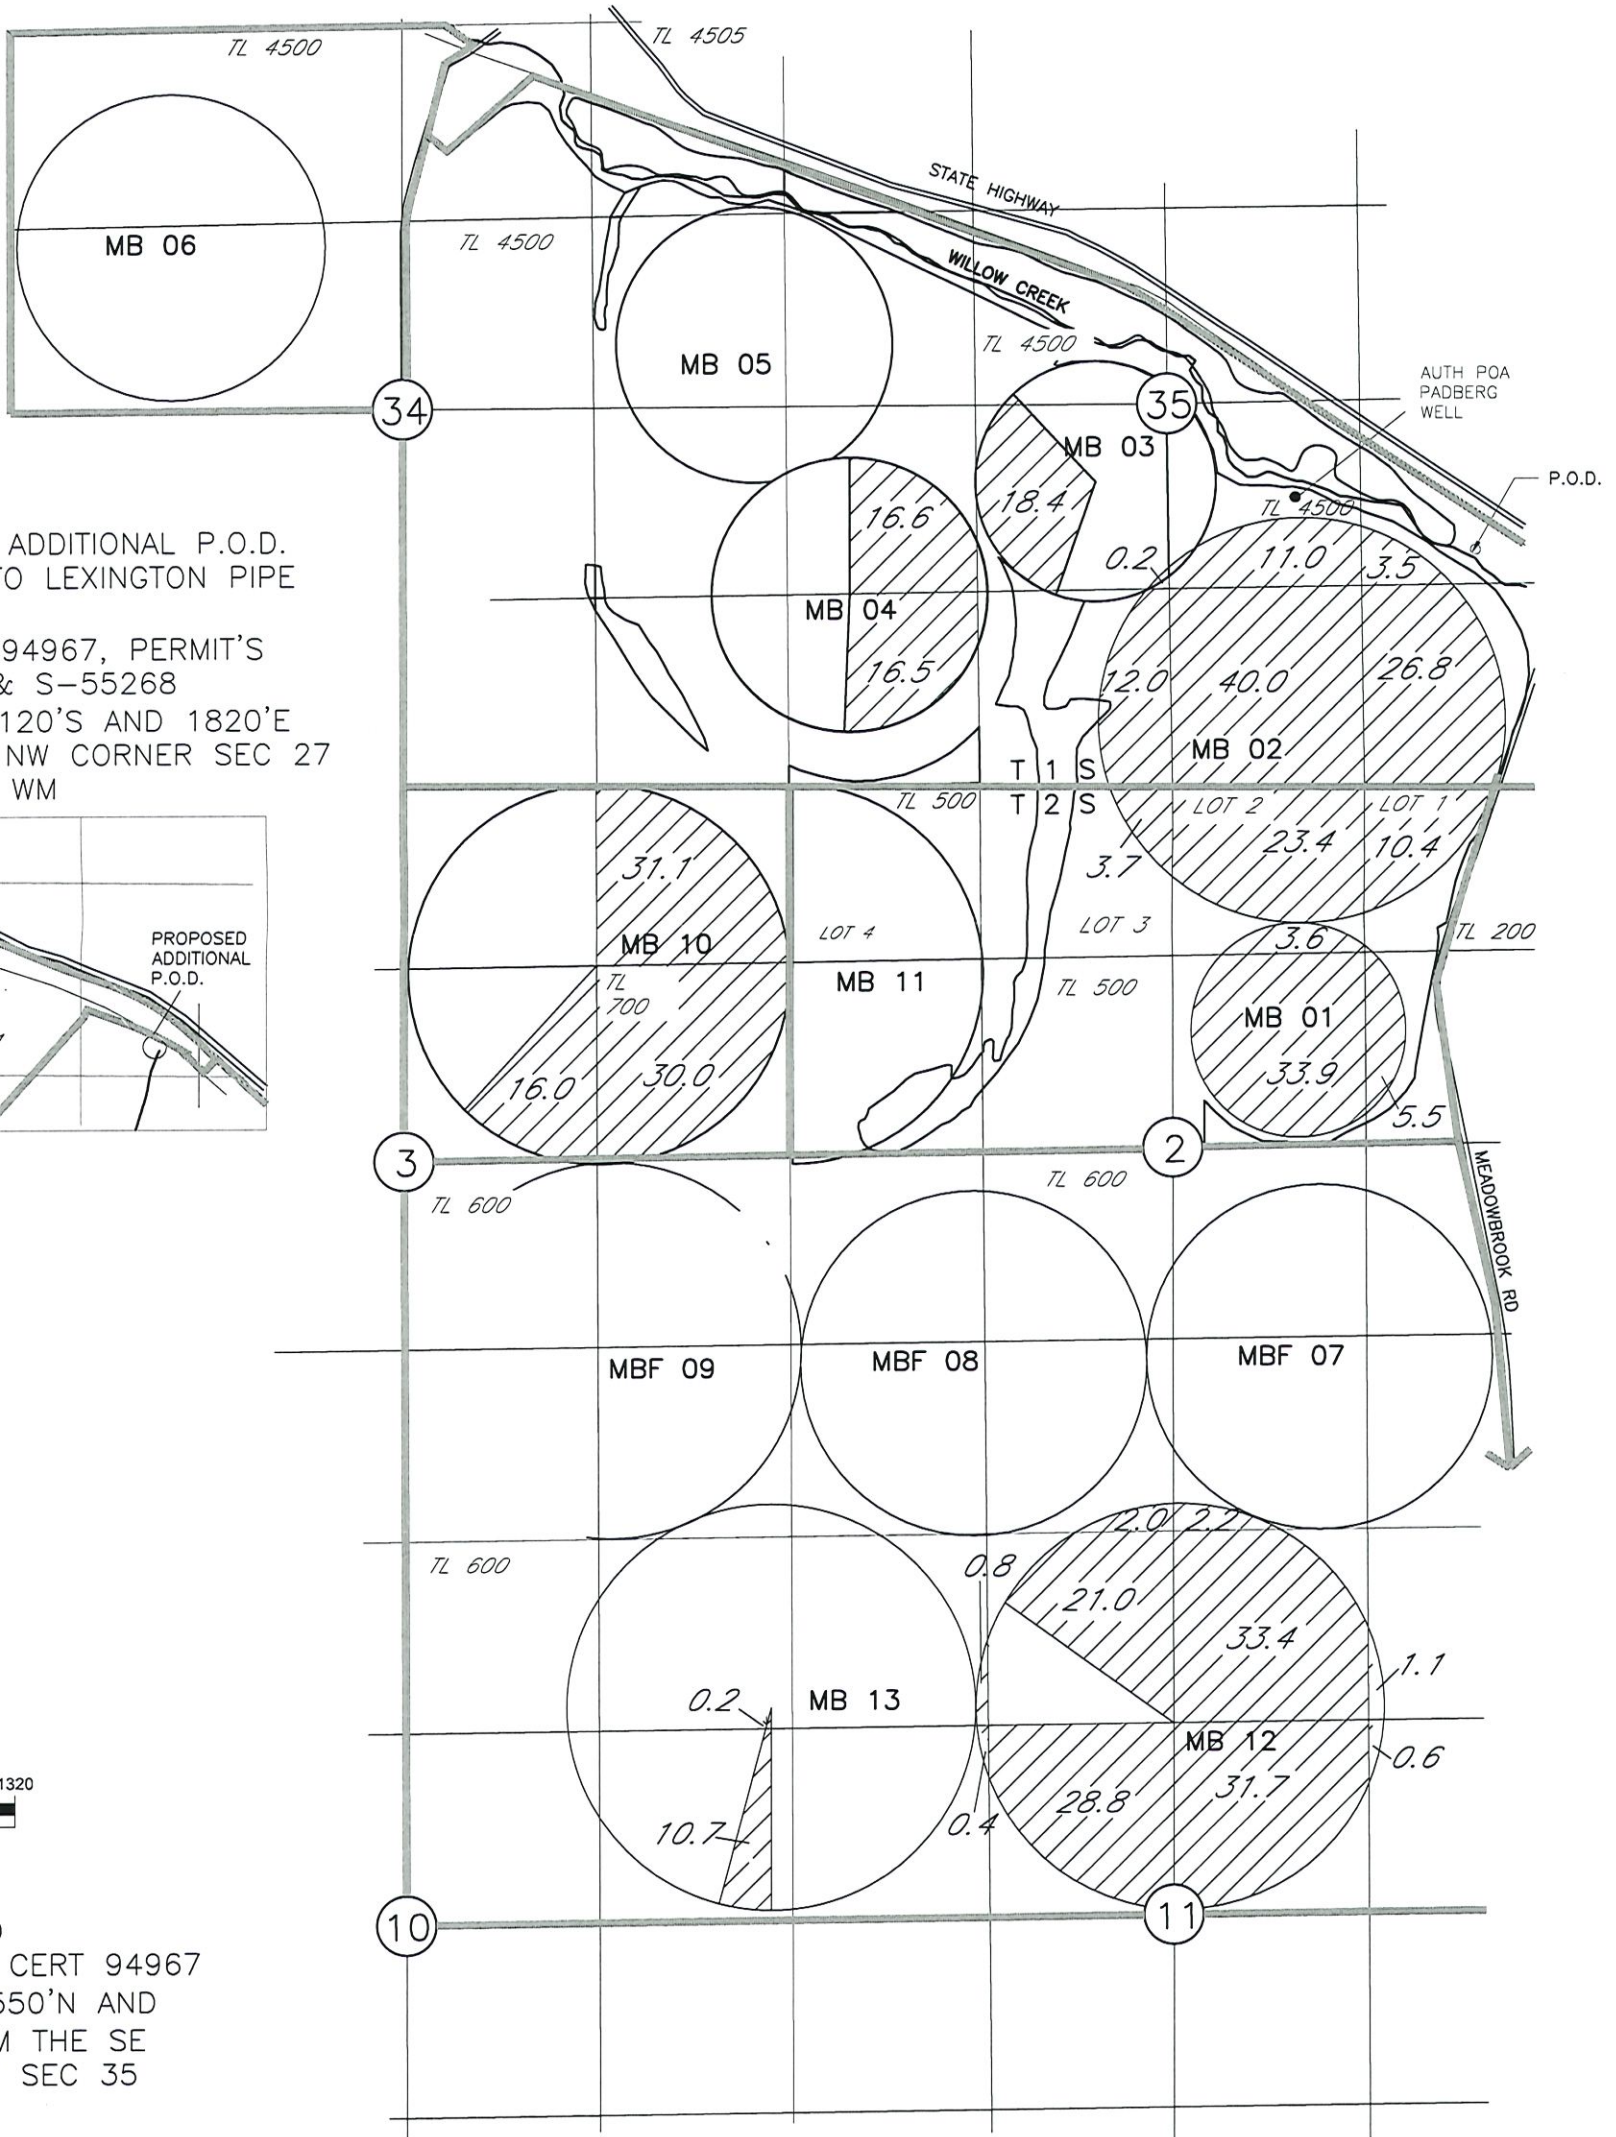 TL 4500
TL 4505
STATE HIGHWAY
MB 06
TL 4500
WILLOW CREEK
MB 05
TL 4500
AUTH POA
PADBERG
WELL
34
35
MB 03
P.O.D.
18.4
TL 4500
16.6
ADDITIONAL P.O.D.
TO LEXINGTON PIPE
0.2
11.0
3.5
MB 04
94967, PERMIT'S
& S-55268
16.5
12.0
40.0
26.8
120'S AND 1820'E
NW CORNER SEC 27
WM
MB 02
T 1 S
T 2 S
TL 500
LOT 2
LOT 1
31.1
3.7
23.4
10.4
PROPOSED
ADDITIONAL
P.O.D.
MB 10
LOT 4
LOT 3
3.6
TL 200
TL
700
MB 11
TL 500
MB 01
16.0
30.0
33.9
5.5
3
2
TL 600
TL 600
MEADOWBROOK RD
MBF 09
MBF 08
MBF 07
TL 600
2.0
2.2
0.8
21.0
33.4
1.1
0.2
MB 13
MB 12
0.6
1320
28.8
31.7
10.7
0.4
10
11
CERT 94967
550'N AND
THE SE
SEC 35